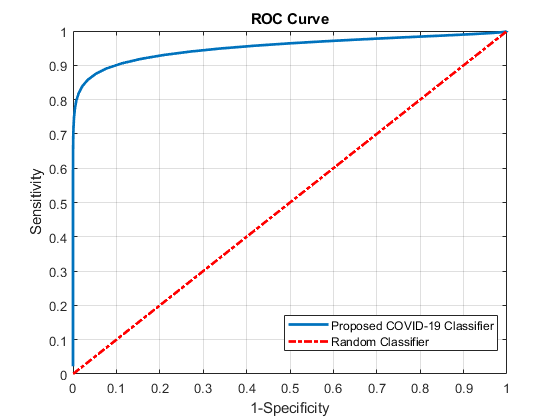 ROC Curve
1
0.9
0.8
0.7
0.6
0.5
0.4
0.3
0.2
0.1
0
Sensitivity
Proposed COVID-19 Classifier
Random Classifier
0 0.1 0.2 0.3 0.4 0.5 0.6 0.7 0.8 0.9 1
1-Specificity